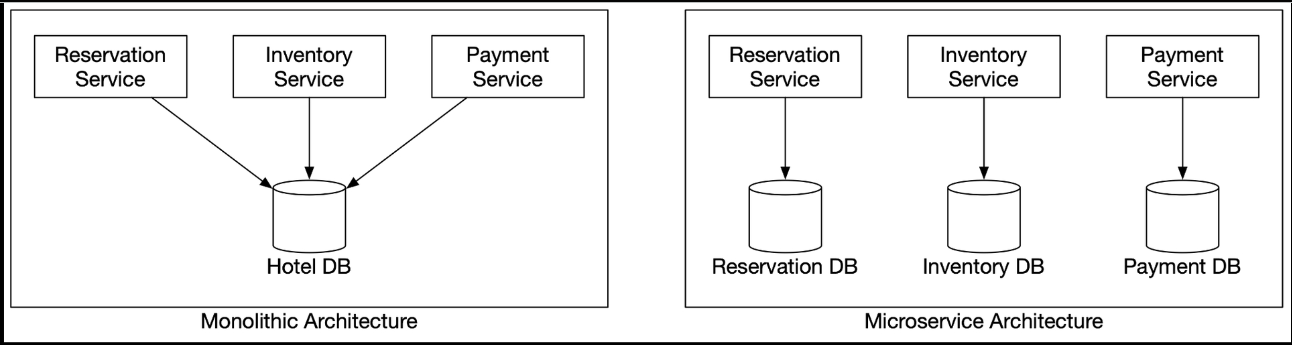 Reservation
Service
Inventory
Service
Payment
Service
Hotel DB
Monolithic Architecture
Reservation
Service
Inventory
Service
Payment
Service
Reservation DB
Inventory DB
Payment DB
Microservice Architecture